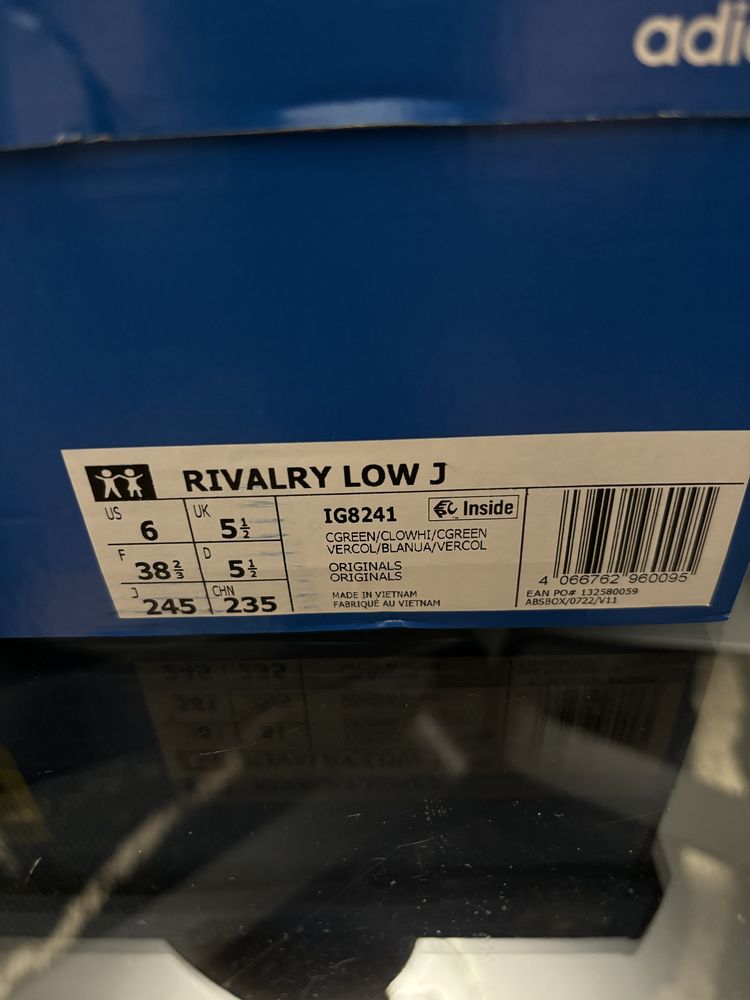 adi
RIVALRY LOW J
US 6 UK 5½
F 38⅔ D 5½
J 245 CHN 235
IG8241
Inside
CGREEN/CLOWHI/CGREEN
VERCOL/BLANUA/VERCOL
ORIGINALS
ORIGINALS
MADE IN VIETNAM
FABRIQUÉ AU VIETNAM
4 066762 960095
EAN PO# 132580059
ABSBOX/0722/V11